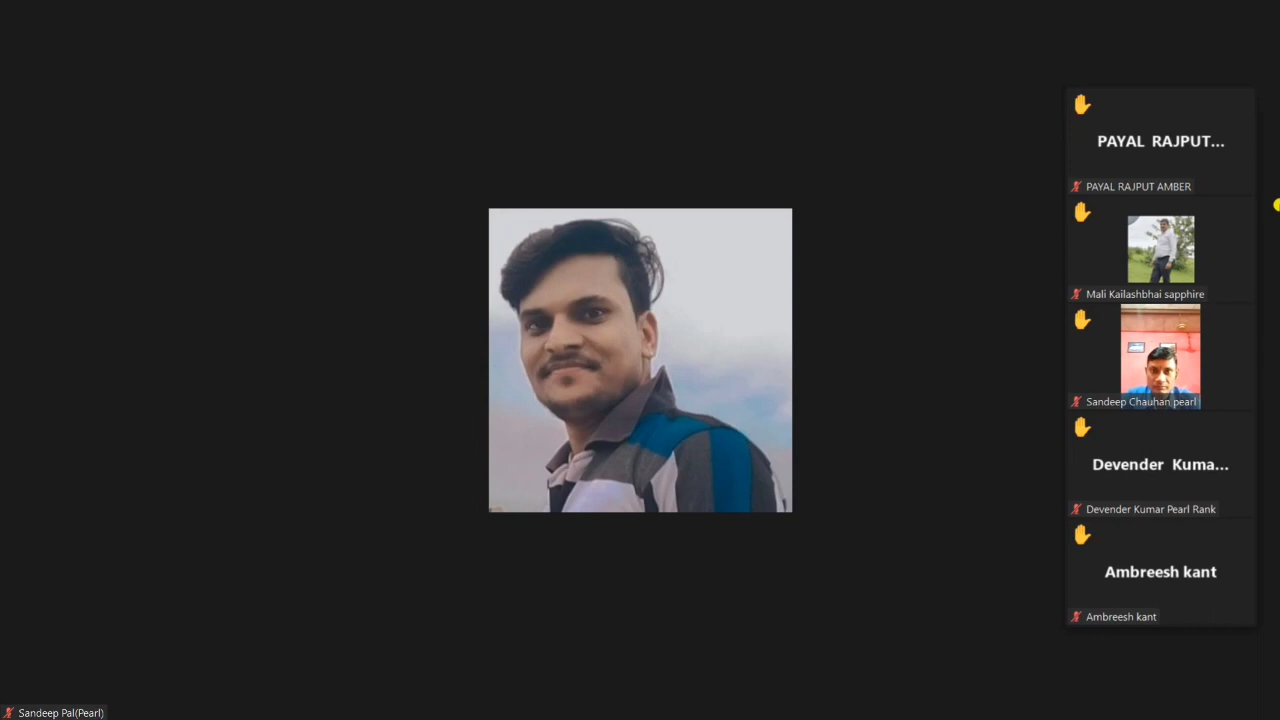 PAYAL RAJPUT...
PAYAL RAJPUT AMBER
Mali Kailashbhai sapphire
Sandeep Chauhan pearl
Devender Kuma...
Devender Kumar Pearl Rank
Ambreesh kant
Ambreesh kant
Sandeep Pal(Pearl)